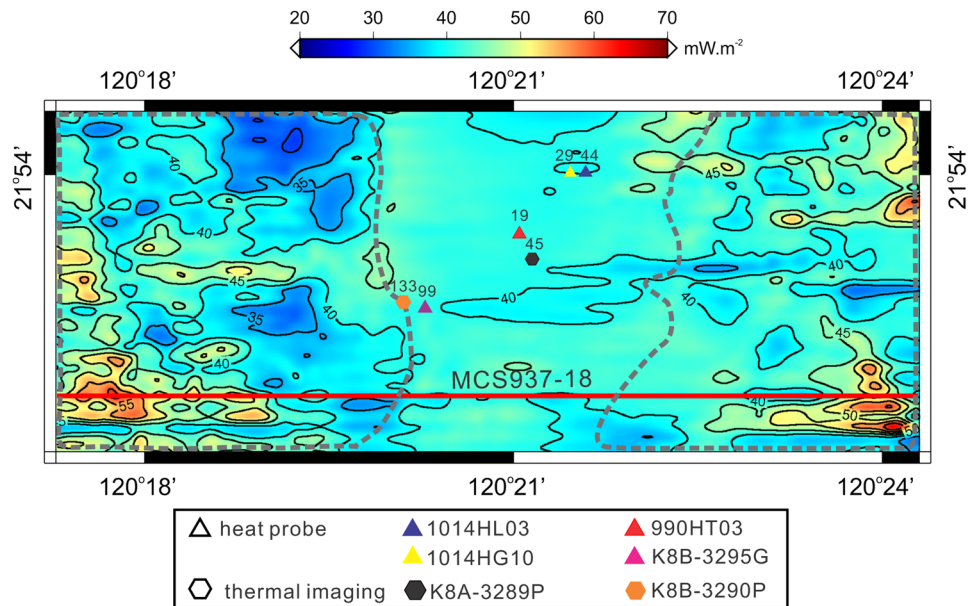 20 30 40 50 60 70
mW.m-2
120°18’ 120°21’ 120°24’
21°54’ 21°54’
40 29 44 45
35
19
40 45
40
45
133 99 40 40
35 40
45
40
MCS937-18
55 40
50
120°18’ 120°21’ 120°24’
heat probe 1014HL03 990HT03
1014HG10 K8B-3295G
thermal imaging K8A-3289P K8B-3290P